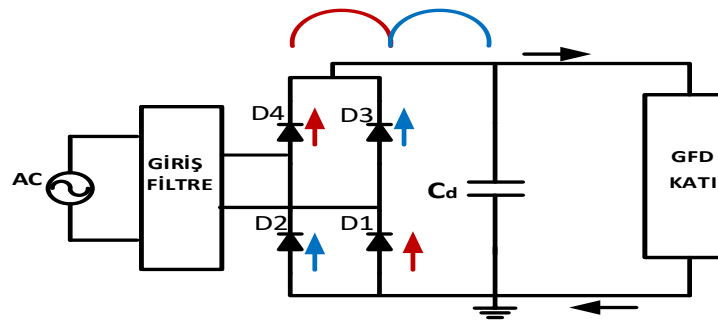 D4
D3
AC
GİRİŞ
FİLTRE
Cd
GFD
KATI
D2
D1